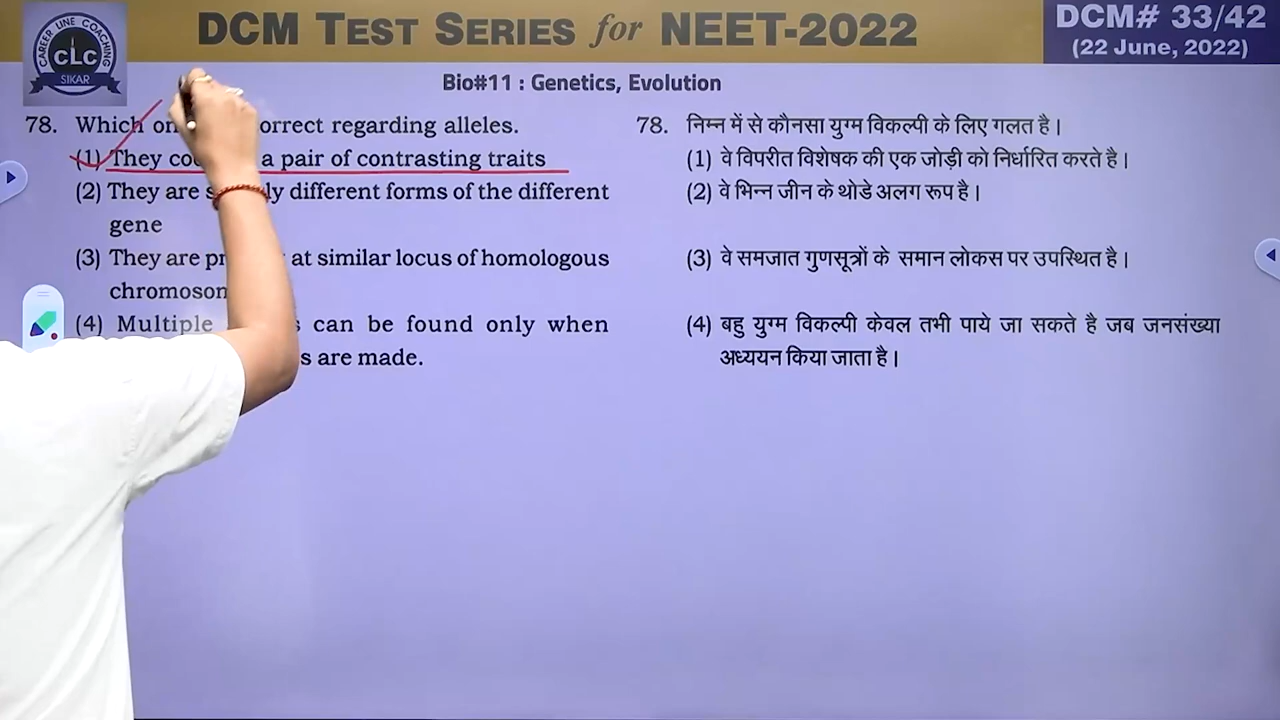 CAREER LINE COACHING
CLC
SIKAR
DCM TEST SERIES for NEET-2022
DCM# 33/42
(22 June, 2022)
Bio#11 : Genetics, Evolution
78. Which on orrect regarding alleles.
(1) They co a pair of contrasting traits
(2) They are s ly different forms of the different
gene
(3) They are pr at similar locus of homologous
chromoson
(4) Multiple s can be found only when
s are made.
78. निम्न में से कौनसा युग्म विकल्पी के लिए गलत है।
(1) वे विपरीत विशेषक की एक जोड़ी को निर्धारित करते है।
(2) वे भिन्न जीन के थोडे अलग रूप है।
(3) वे समजात गुणसूत्रों के समान लोकस पर उपस्थित है।
(4) बहु युग्म विकल्पी केवल तभी पाये जा सकते है जब जनसंख्या
अध्ययन किया जाता है।